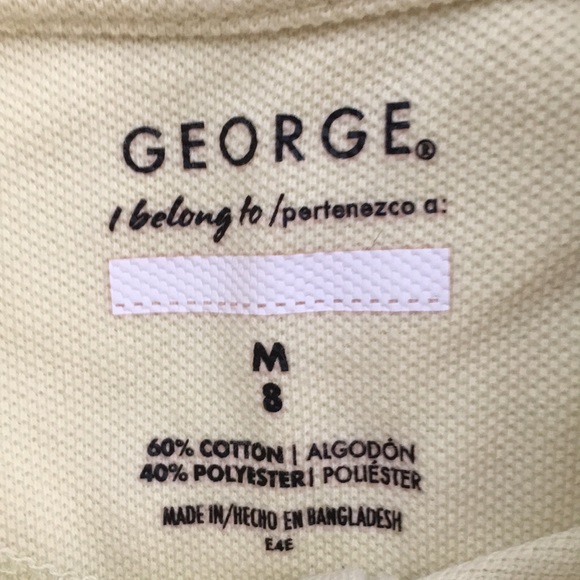 GEORGE®
I belong to /pertenezco a:
M
8
60% COTTON | ALGODÓN
40% POLYESTER | POLIÉSTER
MADE IN/HECHO EN BANGLADESH
E4E